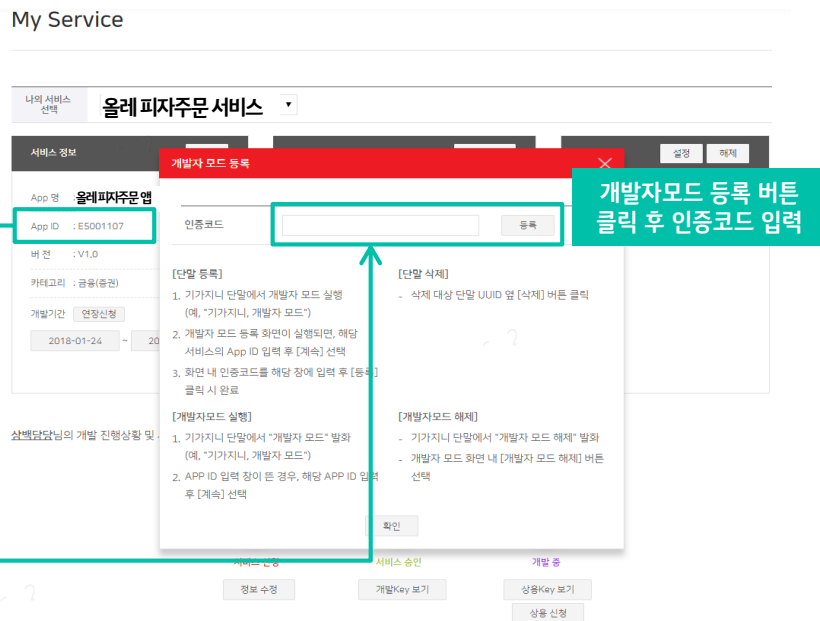 My Service
나의 서비스
선택
올레 피자주문 서비스
서비스 정보
설정
해제
개발자 모드 등록
개발자모드 등록 버튼
클릭 후 인증코드 입력
App 명 : 올레피자주문 앱
App ID : E5001107
버 전 : V1,0
카테고리 : 금융(증권)
개발기간 연장신청
2018-01-24 ~ 20
인증코드
등록
[단말 등록]
1. 기가지니 단말에서 개발자 모드 실행
(예, "기가지니, 개발자 모드")
2. 개발자 모드 등록 화면이 실행되면, 해당
서비스의 App ID 입력 후 [계속] 선택
3. 화면 내 인증코드를 해당 창에 입력 후 [등록]
클릭 시 완료
[단말 삭제]
- 삭제 대상 단말 UUID 옆 [삭제] 버튼 클릭
[개발자모드 실행]
1. 기가지니 단말에서 "개발자 모드" 발화
(예, "기가지니, 개발자 모드")
2. APP ID 입력 창이 뜬 경우, 해당 APP ID 입력
후 [계속] 선택
[개발자모드 해제]
- 기가지니 단말에서 "개발자 모드 해제" 발화
- 개발자 모드 화면 내 [개발자 모드 해제] 버튼
선택
확인
상백담당님의 개발 진행상황 및
서비스 신청
서비스 승인
개발 중
정보 수정
개발Key 보기
상용Key 보기
상용 신청